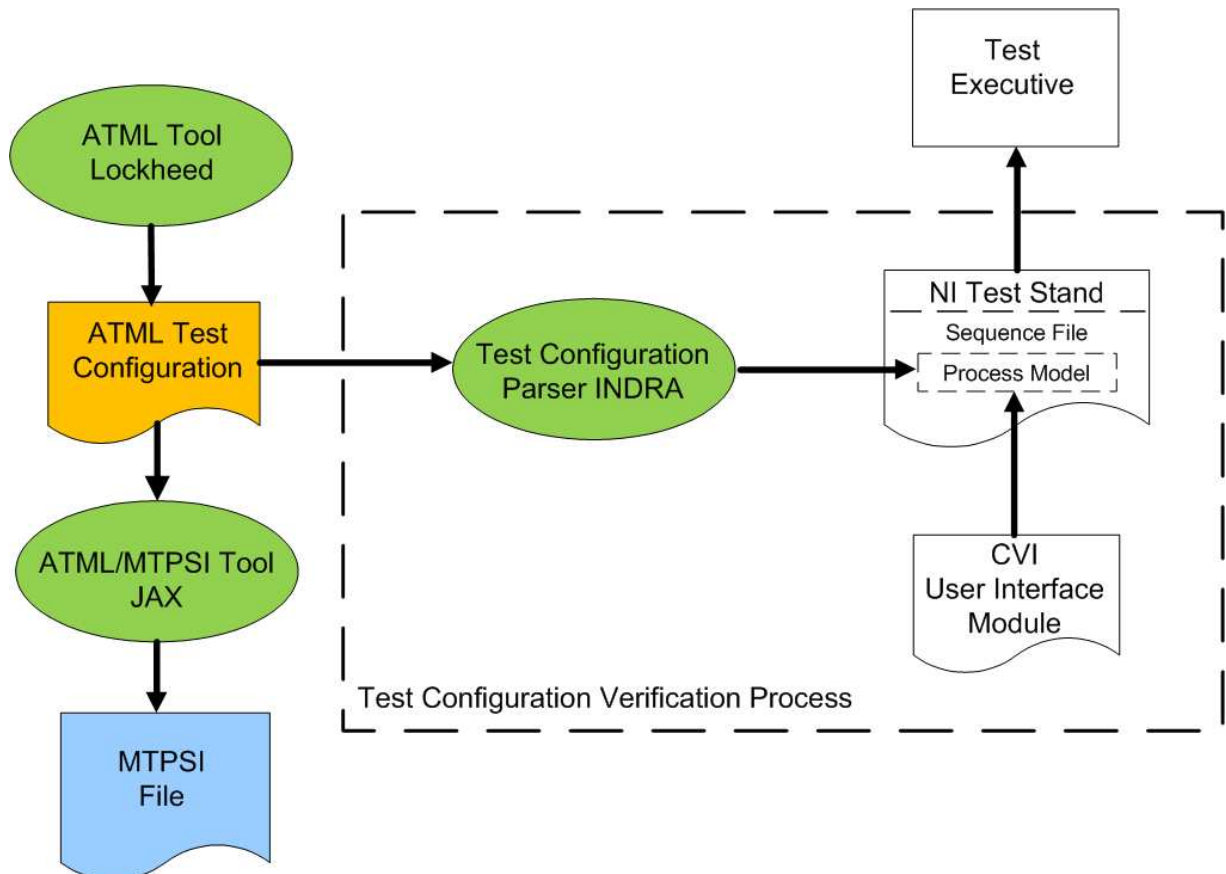 Test
Executive
ATML Tool
Lockheed
NI Test Stand
Sequence File
Process Model
ATML Test
Configuration
Test Configuration
Parser INDRA
ATML/MTPSI Tool
JAX
CVI
User Interface
Module
Test Configuration Verification Process
MTPSI
File